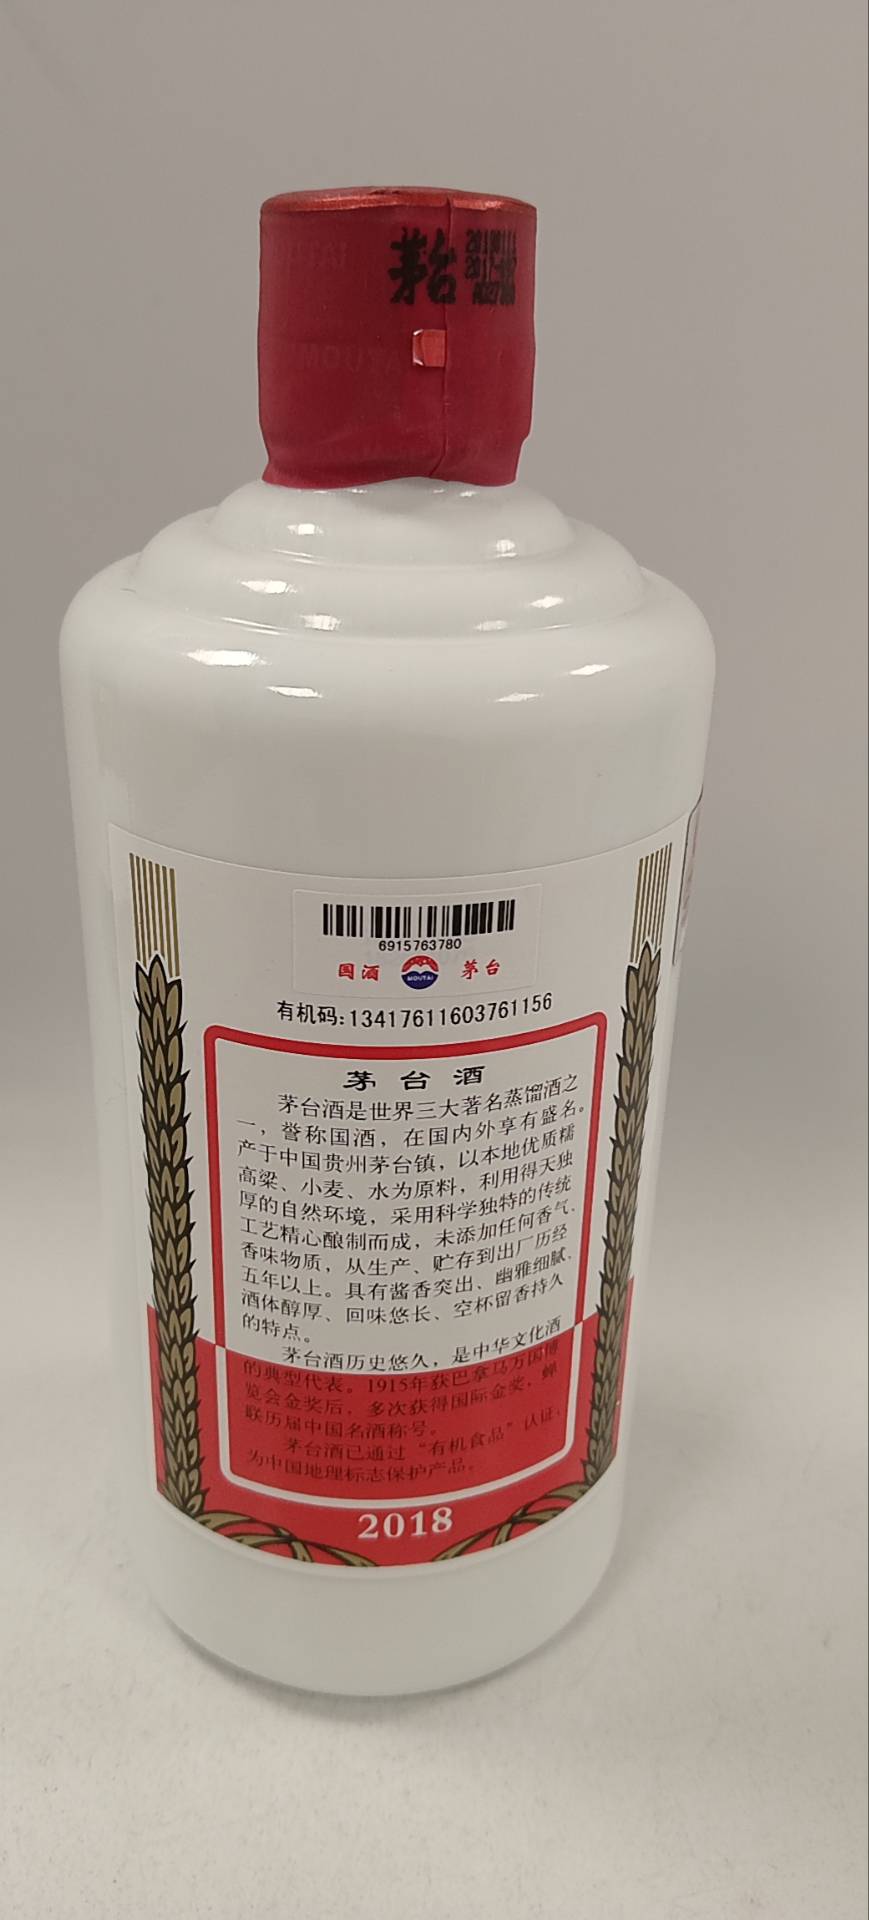 茅台
6915763780
国酒 MOUTAI 茅台
有机码:13417611603761156
茅台酒
茅台酒是世界三大著名蒸馏酒之
一，誉称国酒，在国内外享有盛名。
产于中国贵州茅台镇，以本地优质糯
高粱、小麦、水为原料，利用得天独
厚的自然环境，采用科学独特的传统
工艺精心酿制而成，未添加任何香气、
香味物质，从生产、贮存到出厂历经
五年以上。具有酱香突出、幽雅细腻、
酒体醇厚、回味悠长、空杯留香持久
的特点。
茅台酒历史悠久，是中华文化酒
的典型代表。1915年获巴拿马万国博
览会金奖后，多次获得国际金奖，蝉
联历届中国名酒称号。
茅台酒已通过“有机食品”认证，
为中国地理标志保护产品。
2018